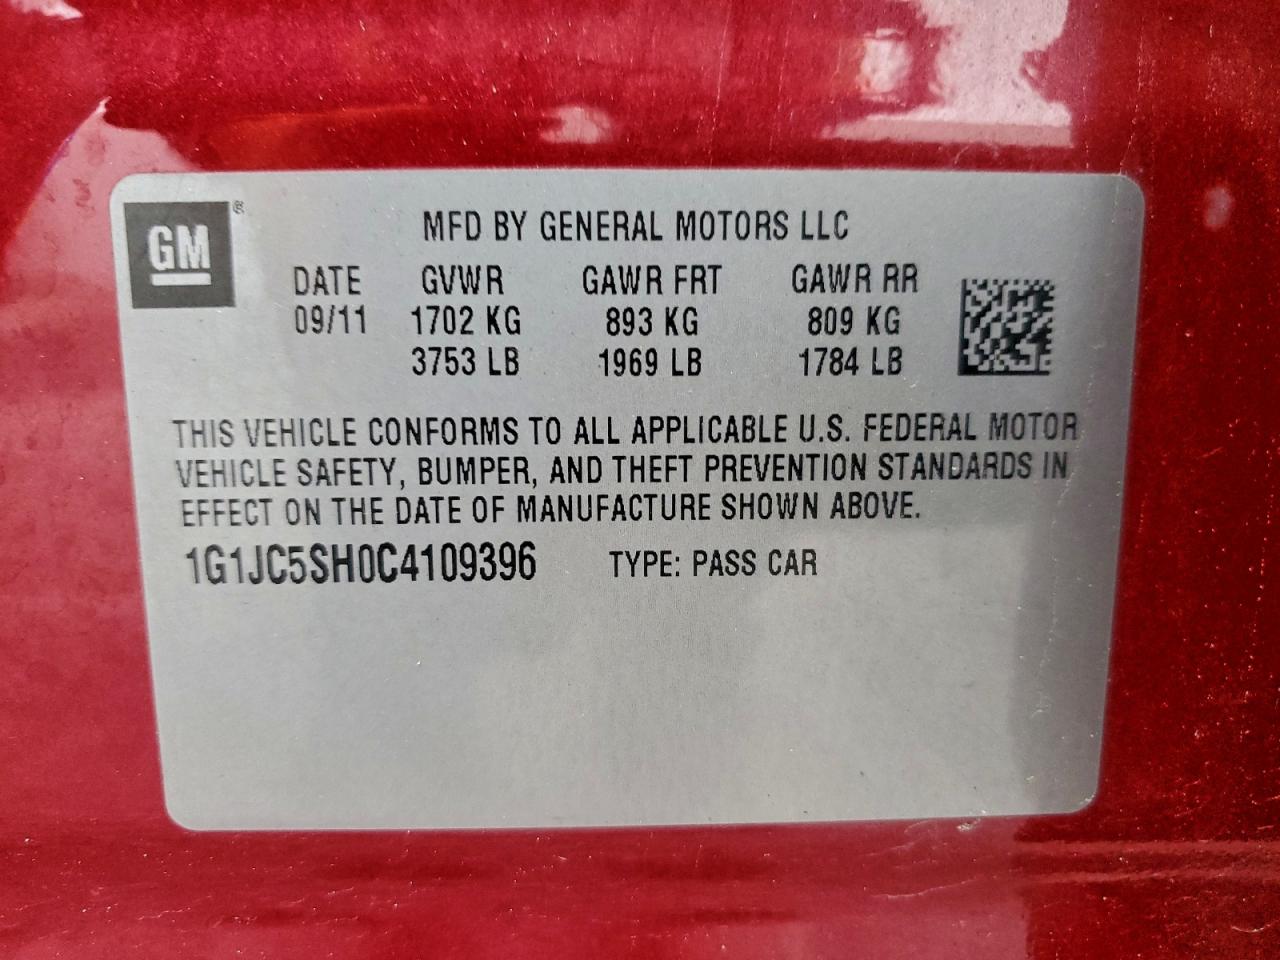 GM®
MFD BY GENERAL MOTORS LLC
DATE GVWR GAWR FRT GAWR RR
09/11 1702 KG 893 KG 809 KG
3753 LB 1969 LB 1784 LB
THIS VEHICLE CONFORMS TO ALL APPLICABLE U.S. FEDERAL MOTOR
VEHICLE SAFETY, BUMPER, AND THEFT PREVENTION STANDARDS IN
EFFECT ON THE DATE OF MANUFACTURE SHOWN ABOVE.
1G1JC5SH0C4109396 TYPE: PASS CAR